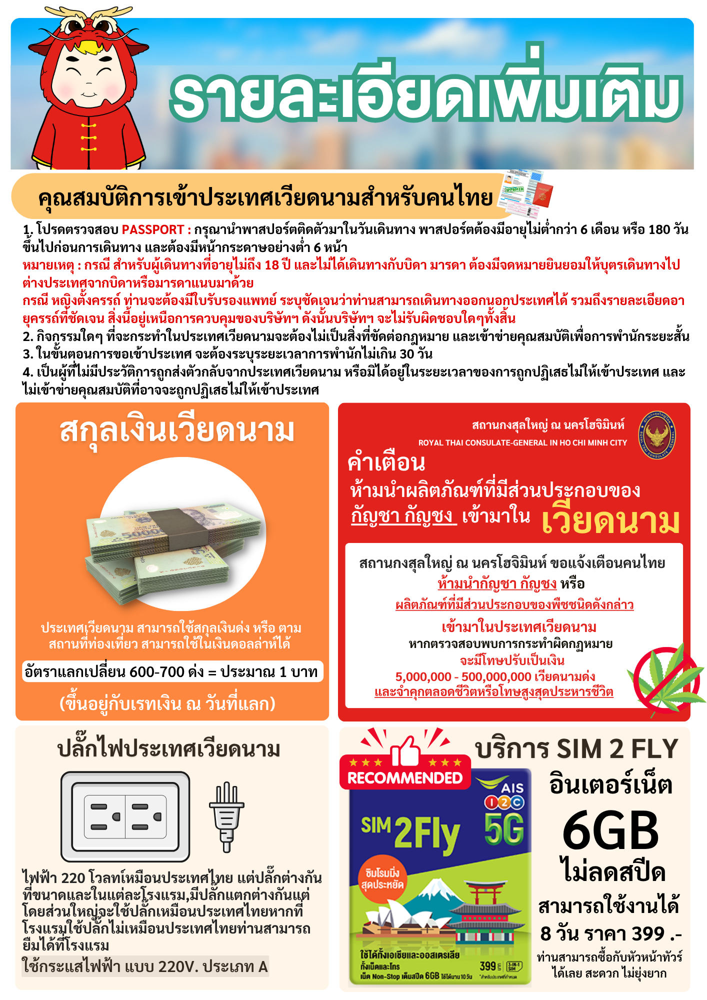 รายละเอียดเพิ่มเติม
คุณสมบัติการเข้าประเทศเวียดนามสำหรับคนไทย
APPROVED
1. โปรดตรวจสอบ PASSPORT : กรุณานำพาสปอร์ตติดตัวมาในวันเดินทาง พาสปอร์ตต้องมีอายุไม่ต่ำกว่า 6 เดือน หรือ 180 วัน
ขึ้นไปก่อนการเดินทาง และต้องมีหน้ากระดาษอย่างต่ำ 6 หน้า
หมายเหตุ : กรณี สำหรับผู้เดินทางที่อายุไม่ถึง 18 ปี และไม่ได้เดินทางกับบิดา มารดา ต้องมีจดหมายยินยอมให้บุตรเดินทางไป
ต่างประเทศจากบิดาหรือมารดาแนบมาด้วย
กรณี หญิงตั้งครรถ์ ท่านจะต้องมีใบรับรองแพทย์ ระบุชัดเจนว่าท่านสามารถเดินทางออกนอกประเทศได้ รวมถึงรายละเอียดอา
ยุครรถ์ที่ชัดเจน สิ่งนี้อยู่เหนือการควบคุมของบริษัทฯ ดังนั้นบริษัทฯ จะไม่รับผิดชอบใดๆทั้งสิ้น
2. กิจกรรมใดๆ ที่จะกระทำในประเทศเวียดนามจะต้องไม่เป็นสิ่งที่ขัดต่อกฎหมาย และเข้าข่ายคุณสมบัติเพื่อการพำนักระยะสั้น
3. ในขั้นตอนการขอเข้าประเทศ จะต้องระบุระยะเวลาการพำนักไม่เกิน 30 วัน
4. เป็นผู้ที่ไม่มีประวัติการถูกส่งตัวกลับจากประเทศเวียดนาม หรือมิได้อยู่ในระยะเวลาของการถูกปฏิเสธไม่ให้เข้าประเทศ และ
ไม่เข้าข่ายคุณสมบัติที่อาจจะถูกปฏิเสธไม่ให้เข้าประเทศ
สกุลเงินเวียดนาม
ประเทศเวียดนาม สามารถใช้สกุลเงินด่ง หรือ ตาม
สถานที่ท่องเที่ยว สามารถใช้ในเงินดอลล่าห์ได้
อัตราแลกเปลี่ยน 600-700 ด่ง = ประมาณ 1 บาท
(ขึ้นอยู่กับเรทเงิน ณ วันที่แลก)
สถานกงสุลใหญ่ ณ นครโฮจิมินห์
ROYAL THAI CONSULATE-GENERAL IN HO CHI MINH CITY
คำเตือน
ห้ามนำผลิตภัณฑ์ที่มีส่วนประกอบของ
กัญชา กัญชง เข้ามาใน เวียดนาม
สถานกงสุลใหญ่ ณ นครโฮจิมินห์ ขอแจ้งเตือนคนไทย
ห้ามนำกัญชา กัญชง หรือ
ผลิตภัณฑ์ที่มีส่วนประกอบของพืชชนิดดังกล่าว
เข้ามาในประเทศเวียดนาม
หากตรวจสอบพบการกระทำผิดกฏหมาย
จะมีโทษปรับเป็นเงิน
5,000,000 - 500,000,000 เวียดนามด่ง
และจำคุกตลอดชีวิตหรือโทษสูงสุดประหารชีวิต
ปลั๊กไฟประเทศเวียดนาม
ไฟฟ้า 220 โวลทเ์หมือนประเทศไทย แต่ปลั๊กต่างกัน
ที่ขนาดและในแต่ละโรงแรม,มีปลั๊กแตกต่างกันแต่
โดยส่วนใหญ่จะใช้ปลั๊กเหมือนประเทศไทยหากที่
โรงแรมใช้ปลั๊กไม่เหมือนประเทศไทยท่านสามารถ
ยืมได้ที่โรงแรม
ใช้กระแสไฟฟ้า แบบ 220V. ประเภท A
RECOMMENDED
บริการ SIM 2 FLY
อินเตอร์เน็ต
6GB
ไม่ลดสปีด
สามารถใช้งานได้
8 วัน ราคา 399 .-
ท่านสามารถซื้อกับหัวหน้าทัวร์
ได้เลย สะดวก ไม่ยุ่งยาก
AIS
12C
5G
SIM 2Fly
ซิมโรมมิ่ง
สุดประหยัด
ใช้ได้ทั้งเอเชียและออสเตรเลีย
ทั้งเน็ตและโทร
เน็ต Non-Stop เต็มสปีด 6GB ใช้ได้นาน 10 วัน
399
3-IN-1
SIM